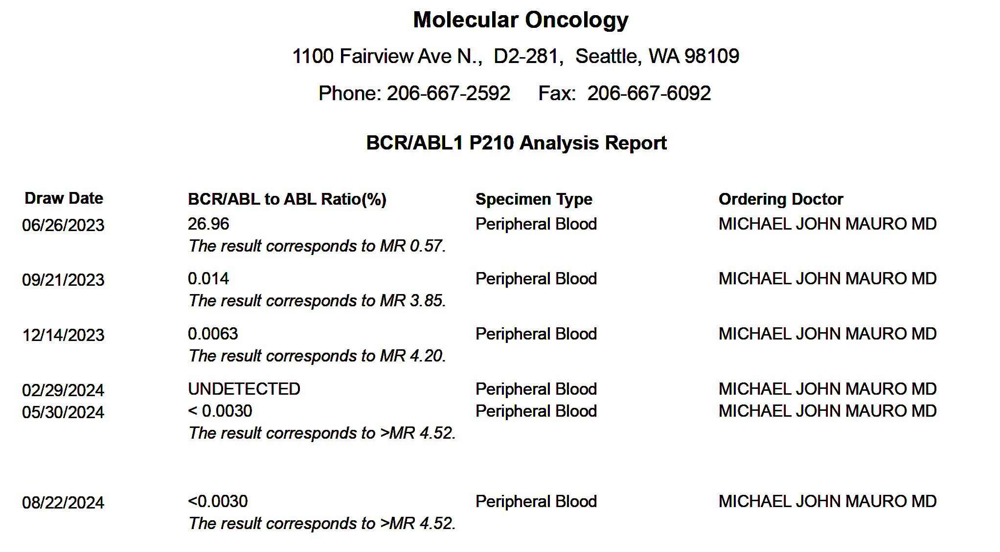 Molecular Oncology
1100 Fairview Ave N., D2-281, Seattle, WA 98109
Phone: 206-667-2592 Fax: 206-667-6092
BCR/ABL1 P210 Analysis Report
Draw Date BCR/ABL to ABL Ratio(%) Specimen Type Ordering Doctor
06/26/2023 26.96 Peripheral Blood MICHAEL JOHN MAURO MD
The result corresponds to MR 0.57.
09/21/2023 0.014 Peripheral Blood MICHAEL JOHN MAURO MD
The result corresponds to MR 3.85.
12/14/2023 0.0063 Peripheral Blood MICHAEL JOHN MAURO MD
The result corresponds to MR 4.20.
02/29/2024 UNDETECTED Peripheral Blood MICHAEL JOHN MAURO MD
05/30/2024 < 0.0030 Peripheral Blood MICHAEL JOHN MAURO MD
The result corresponds to >MR 4.52.
08/22/2024 <0.0030 Peripheral Blood MICHAEL JOHN MAURO MD
The result corresponds to >MR 4.52.